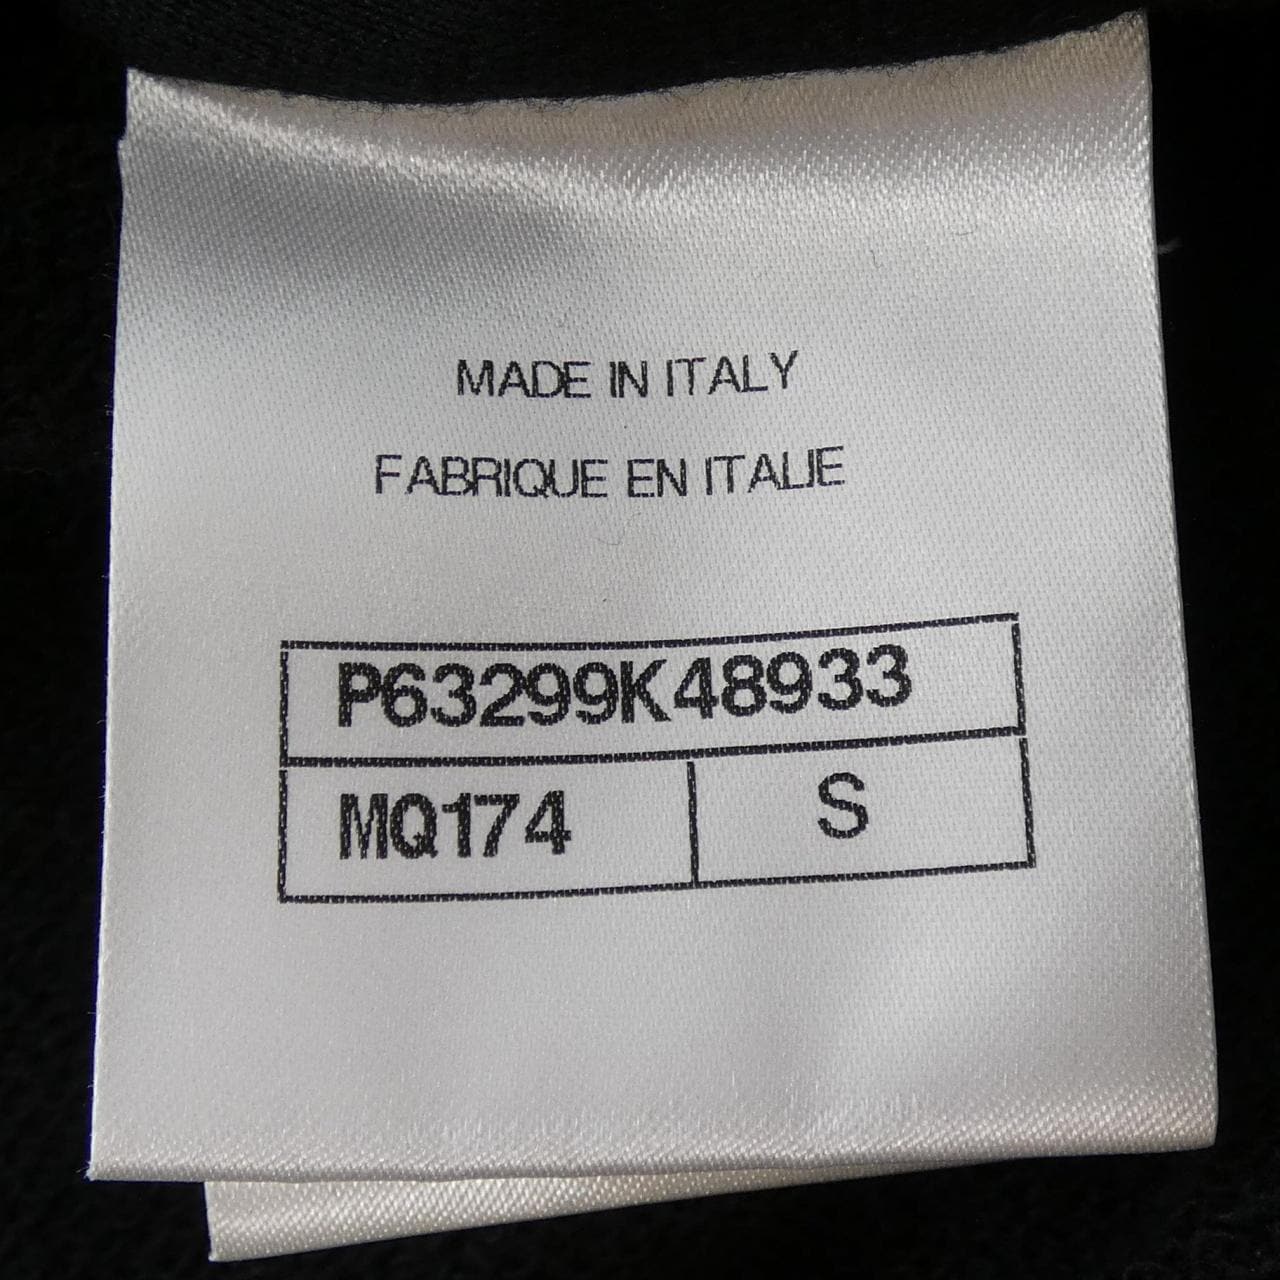 MADE IN ITALY
FABRIQUE EN ITALIE
P63299K48933
MQ174 S